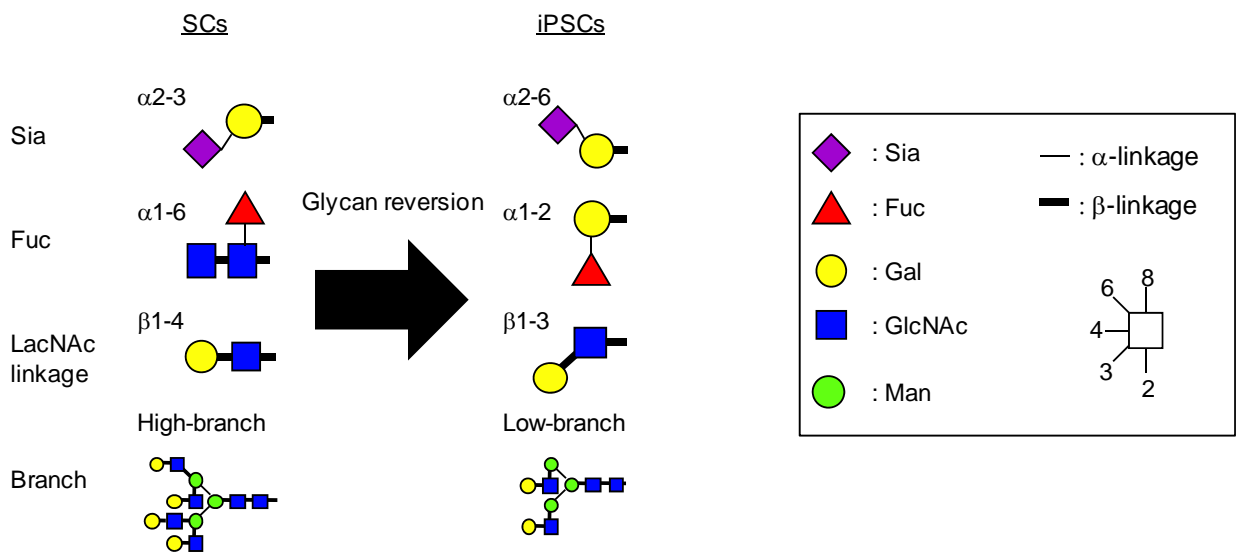 SCs
iPSCs
Sia
α2-3
α2-6
Fuc
α1-6
Glycan reversion
α1-2
LacNAc
linkage
β1-4
β1-3
Branch
High-branch
Low-branch
: Sia
: α-linkage
: Fuc
: β-linkage
: Gal
: GlcNAc
: Man
8
6
4
3
2